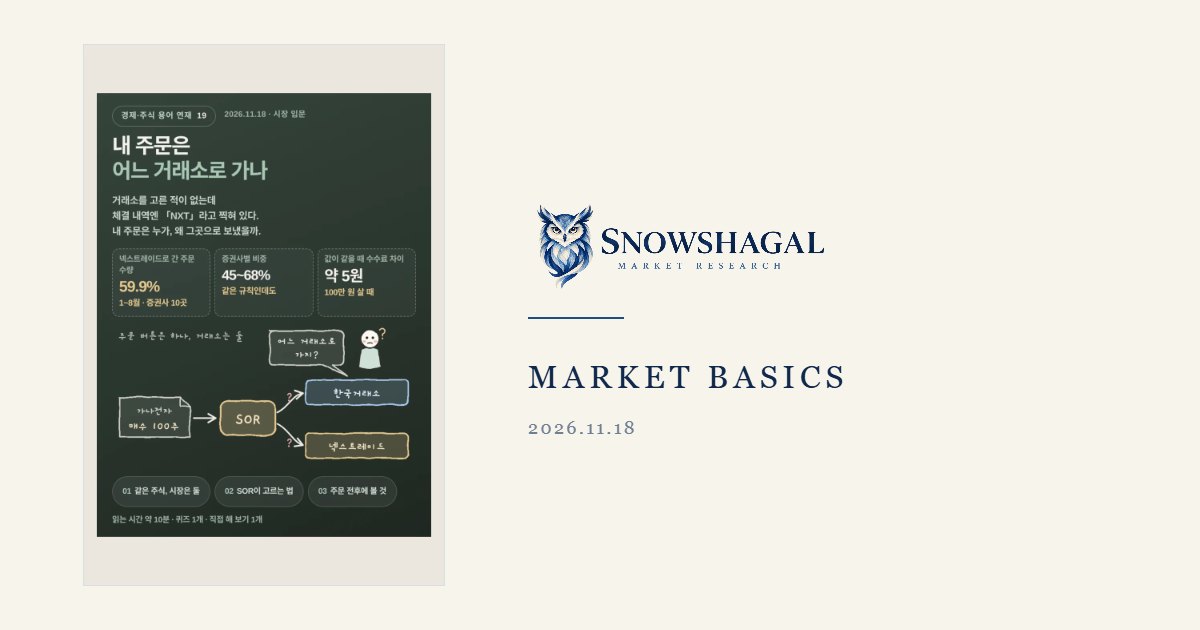 경제·주식 용어 연재 19
2026.11.18 · 시장 입문
내 주문은
어느 거래소로 가나
거래소를 고른 적이 없는데
체결 내역엔 「NXT」라고 찍혀 있다.
내 주문은 누가, 왜 그곳으로 보냈을까.
넥스트레이드로 간 주문
수량
59.9%
1~8월 · 증권사 10곳
증권사별 비중
45~68%
같은 규칙인데도
값이 같을 때 수수료 차이
약 5원
100만 원 살 때
주문 버튼은 하나, 거래소는 둘
어느 거래소로
가지?
?
가나전자
매수 100주
SOR
?
한국거래소
?
넥스트레이드
01 같은 주식, 시장은 둘
02 SOR이 고르는 법
03 주문 전후에 볼 것
읽는 시간 약 10분 · 퀴즈 1개 · 직접 해 보기 1개
SNOWSHAGAL
MARKET RESEARCH
MARKET BASICS
2026.11.18